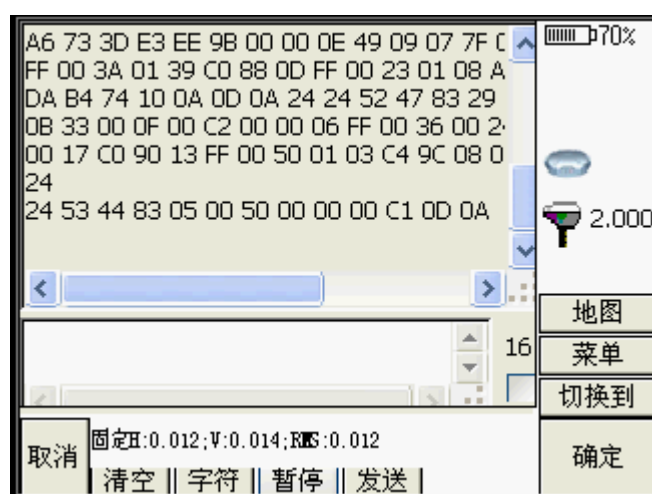 A6 73 3D E3 EE 9B 00 00 0E 49 09 07 7F
FF 00 3A 01 39 C0 88 0D FF 00 23 01 08 A
DA B4 74 10 0A 0D 0A 24 24 52 47 83 29
0B 33 00 0F 00 C2 00 00 06 FF 00 36 00 2
00 17 C0 90 13 FF 00 50 01 03 C4 9C 08 0
24
24 53 44 83 05 00 50 00 00 00 C1 0D 0A
70%
2.000
16
地图
菜单
切换到
确定
取消
固定H:0.012;V:0.014;RMS:0.012
清空
字符
暂停
发送